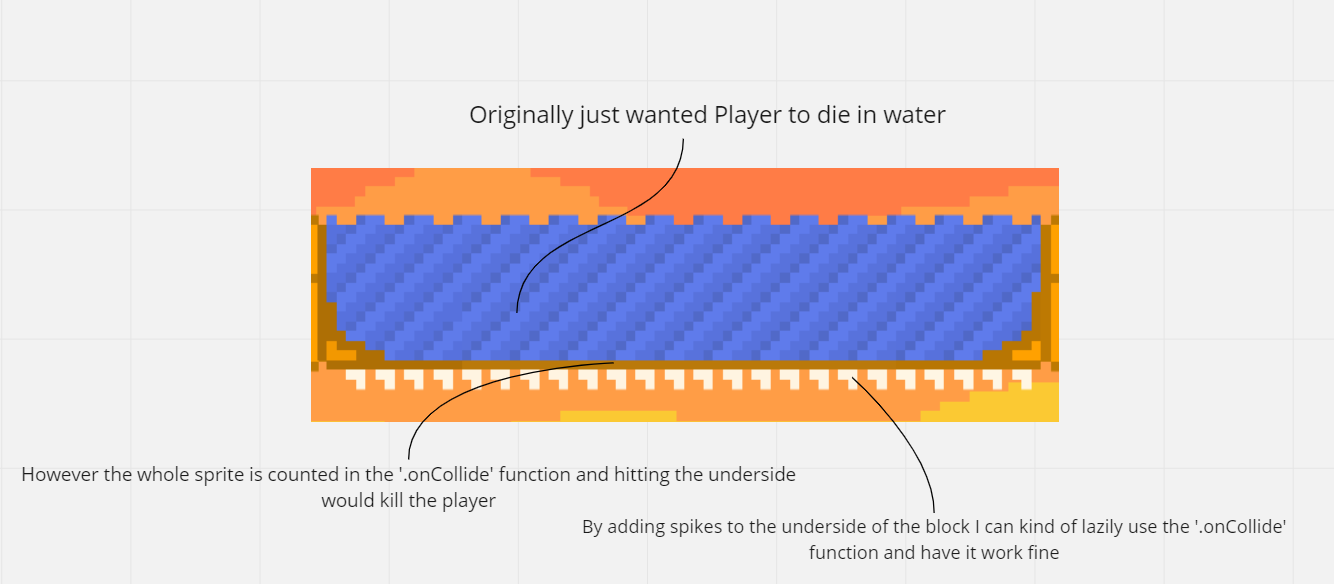 Originally just wanted Player to die in water
However the whole sprite is counted in the '.onCollide' function and hitting the underside
would kill the player
By adding spikes to the underside of the block I can kind of lazily use the '.onCollide'
function and have it work fine